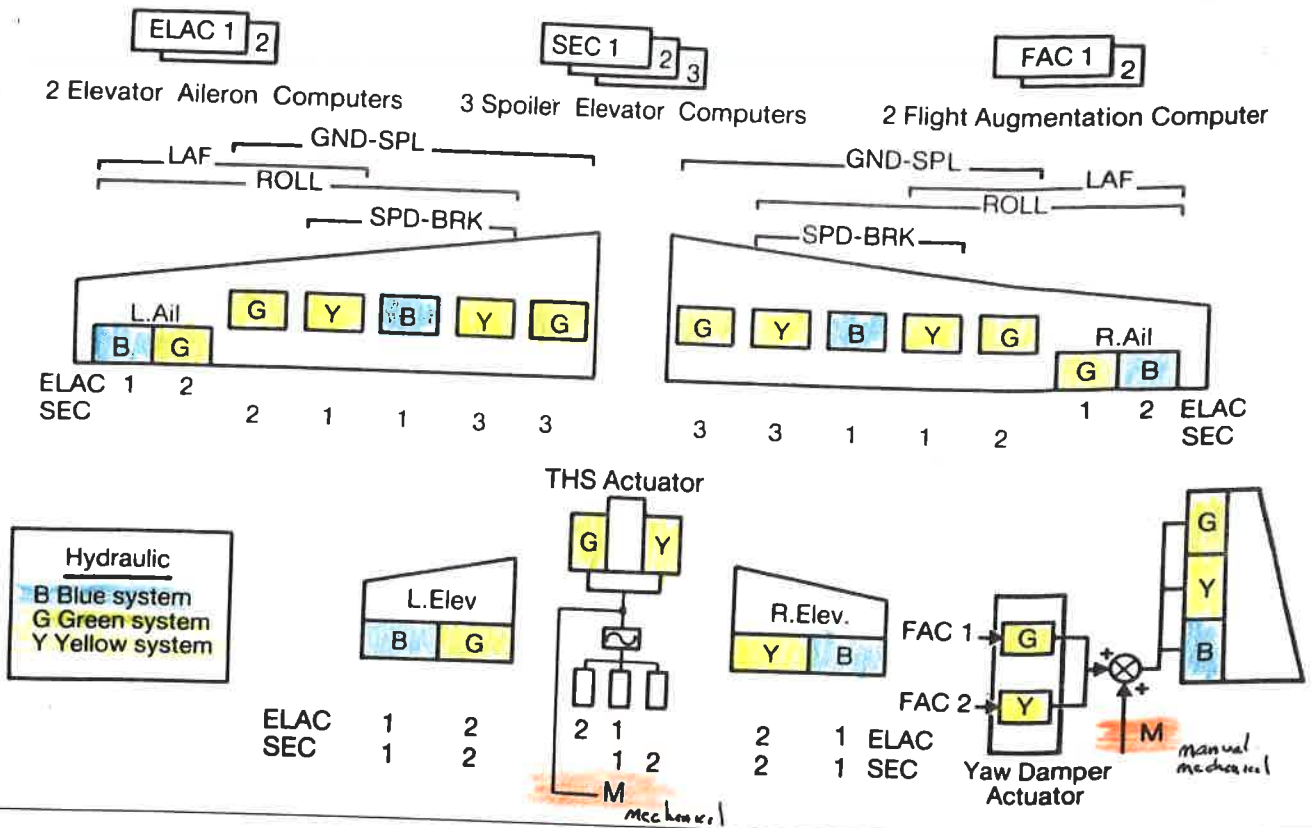 ELAC 1 2
SEC 1 2 3
FAC 1 2
2 Elevator Aileron Computers
3 Spoiler Elevator Computers
2 Flight Augmentation Computer
GND-SPL
LAF
ROLL
SPD-BRK
GND-SPL
LAF
ROLL
SPD-BRK
L.Ail
B G
G Y B Y G
G Y B Y G
R.Ail
G B
ELAC 1 2
SEC 2 1 1 3 3
3 3 1 1 2
1 2 ELAC
SEC
THS Actuator
G Y
Hydraulic
B Blue system
G Green system
Y Yellow system
L.Elev
B G
R.Elev.
Y B
FAC 1 G
FAC 2 Y
+
+
G
Y
B
ELAC 1 2 2 1 2 1 ELAC
SEC 1 2 1 2 2 1 SEC
M mechanical
Yaw Damper
Actuator
M manual
mechanical